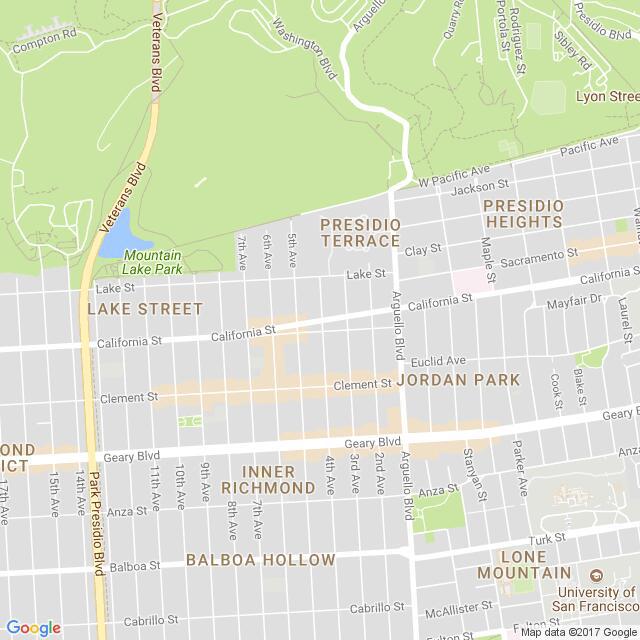 Compton Rd
Veterans Blvd
Washington Blvd
Arguello Blvd
Quarry Rd
Rodriguez St
Portola St
Presidio Blvd
Sibley Rd
Lyon Stree
Pacific Ave
W Pacific Ave
Jackson St
Veterans Blvd
PRESIDIO
HEIGHTS
PRESIDIO
TERRACE
Clay St
Maple St
Sacramento St
7th Ave
6th Ave
5th Ave
Mountain
Lake Park
Lake St
Lake St
California S
California St
LAKE STREET
Mayfair Dr
Laurel St
Arguello Blvd
California St
Euclid Ave
Clement St
Clement St
JORDAN PARK
Cook St
Blake St
Geary B
Geary Blvd
Geary Blvd
OND
ICT
17th Ave
15th Ave
14th Ave
Park Presidio Blvd
11th Ave
10th Ave
9th Ave
8th Ave
7th Ave
INNER
RICHMOND
4th Ave
3rd Ave
2nd Ave
Arguello Blvd
Stanyan St
Parker Ave
Anza St
Anza St
Turk St
BALBOA HOLLOW
Balboa St
LONE
MOUNTAIN
University of
San Francisco
Cabrillo St
McAllister St
Fulton St
Fulton
Google
Map data ©2017 Google